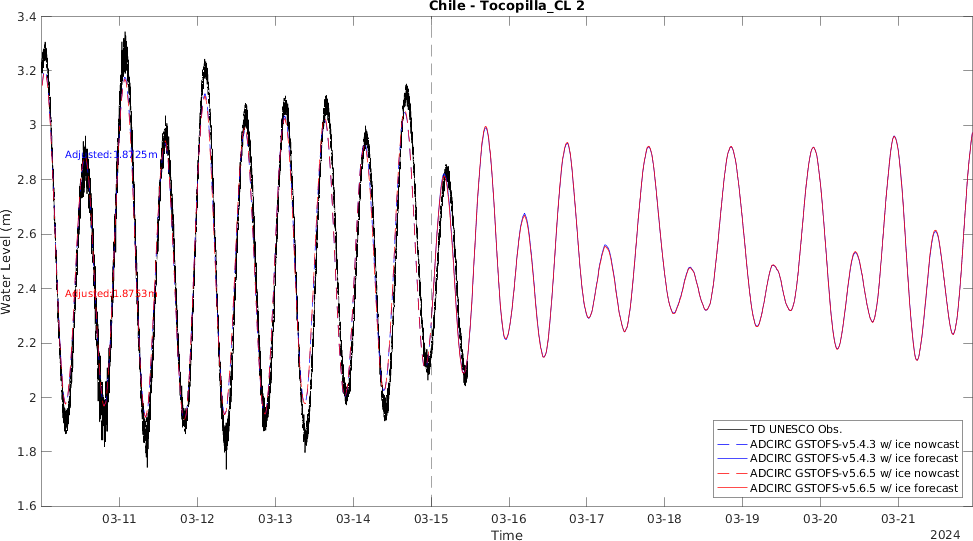 Chile - Tocopilla_CL 2
Water Level (m)
3.4
3.2
3
2.8
2.6
2.4
2.2
2
1.8
1.6
Adjusted:1.8725m
Adjusted:1.8763m
TD UNESCO Obs.
ADCIRC GSTOFS-v5.4.3 w/ ice nowcast
ADCIRC GSTOFS-v5.4.3 w/ ice forecast
ADCIRC GSTOFS-v5.6.5 w/ ice nowcast
ADCIRC GSTOFS-v5.6.5 w/ ice forecast
03-11 03-12 03-13 03-14 03-15 03-16 03-17 03-18 03-19 03-20 03-21
Time
2024